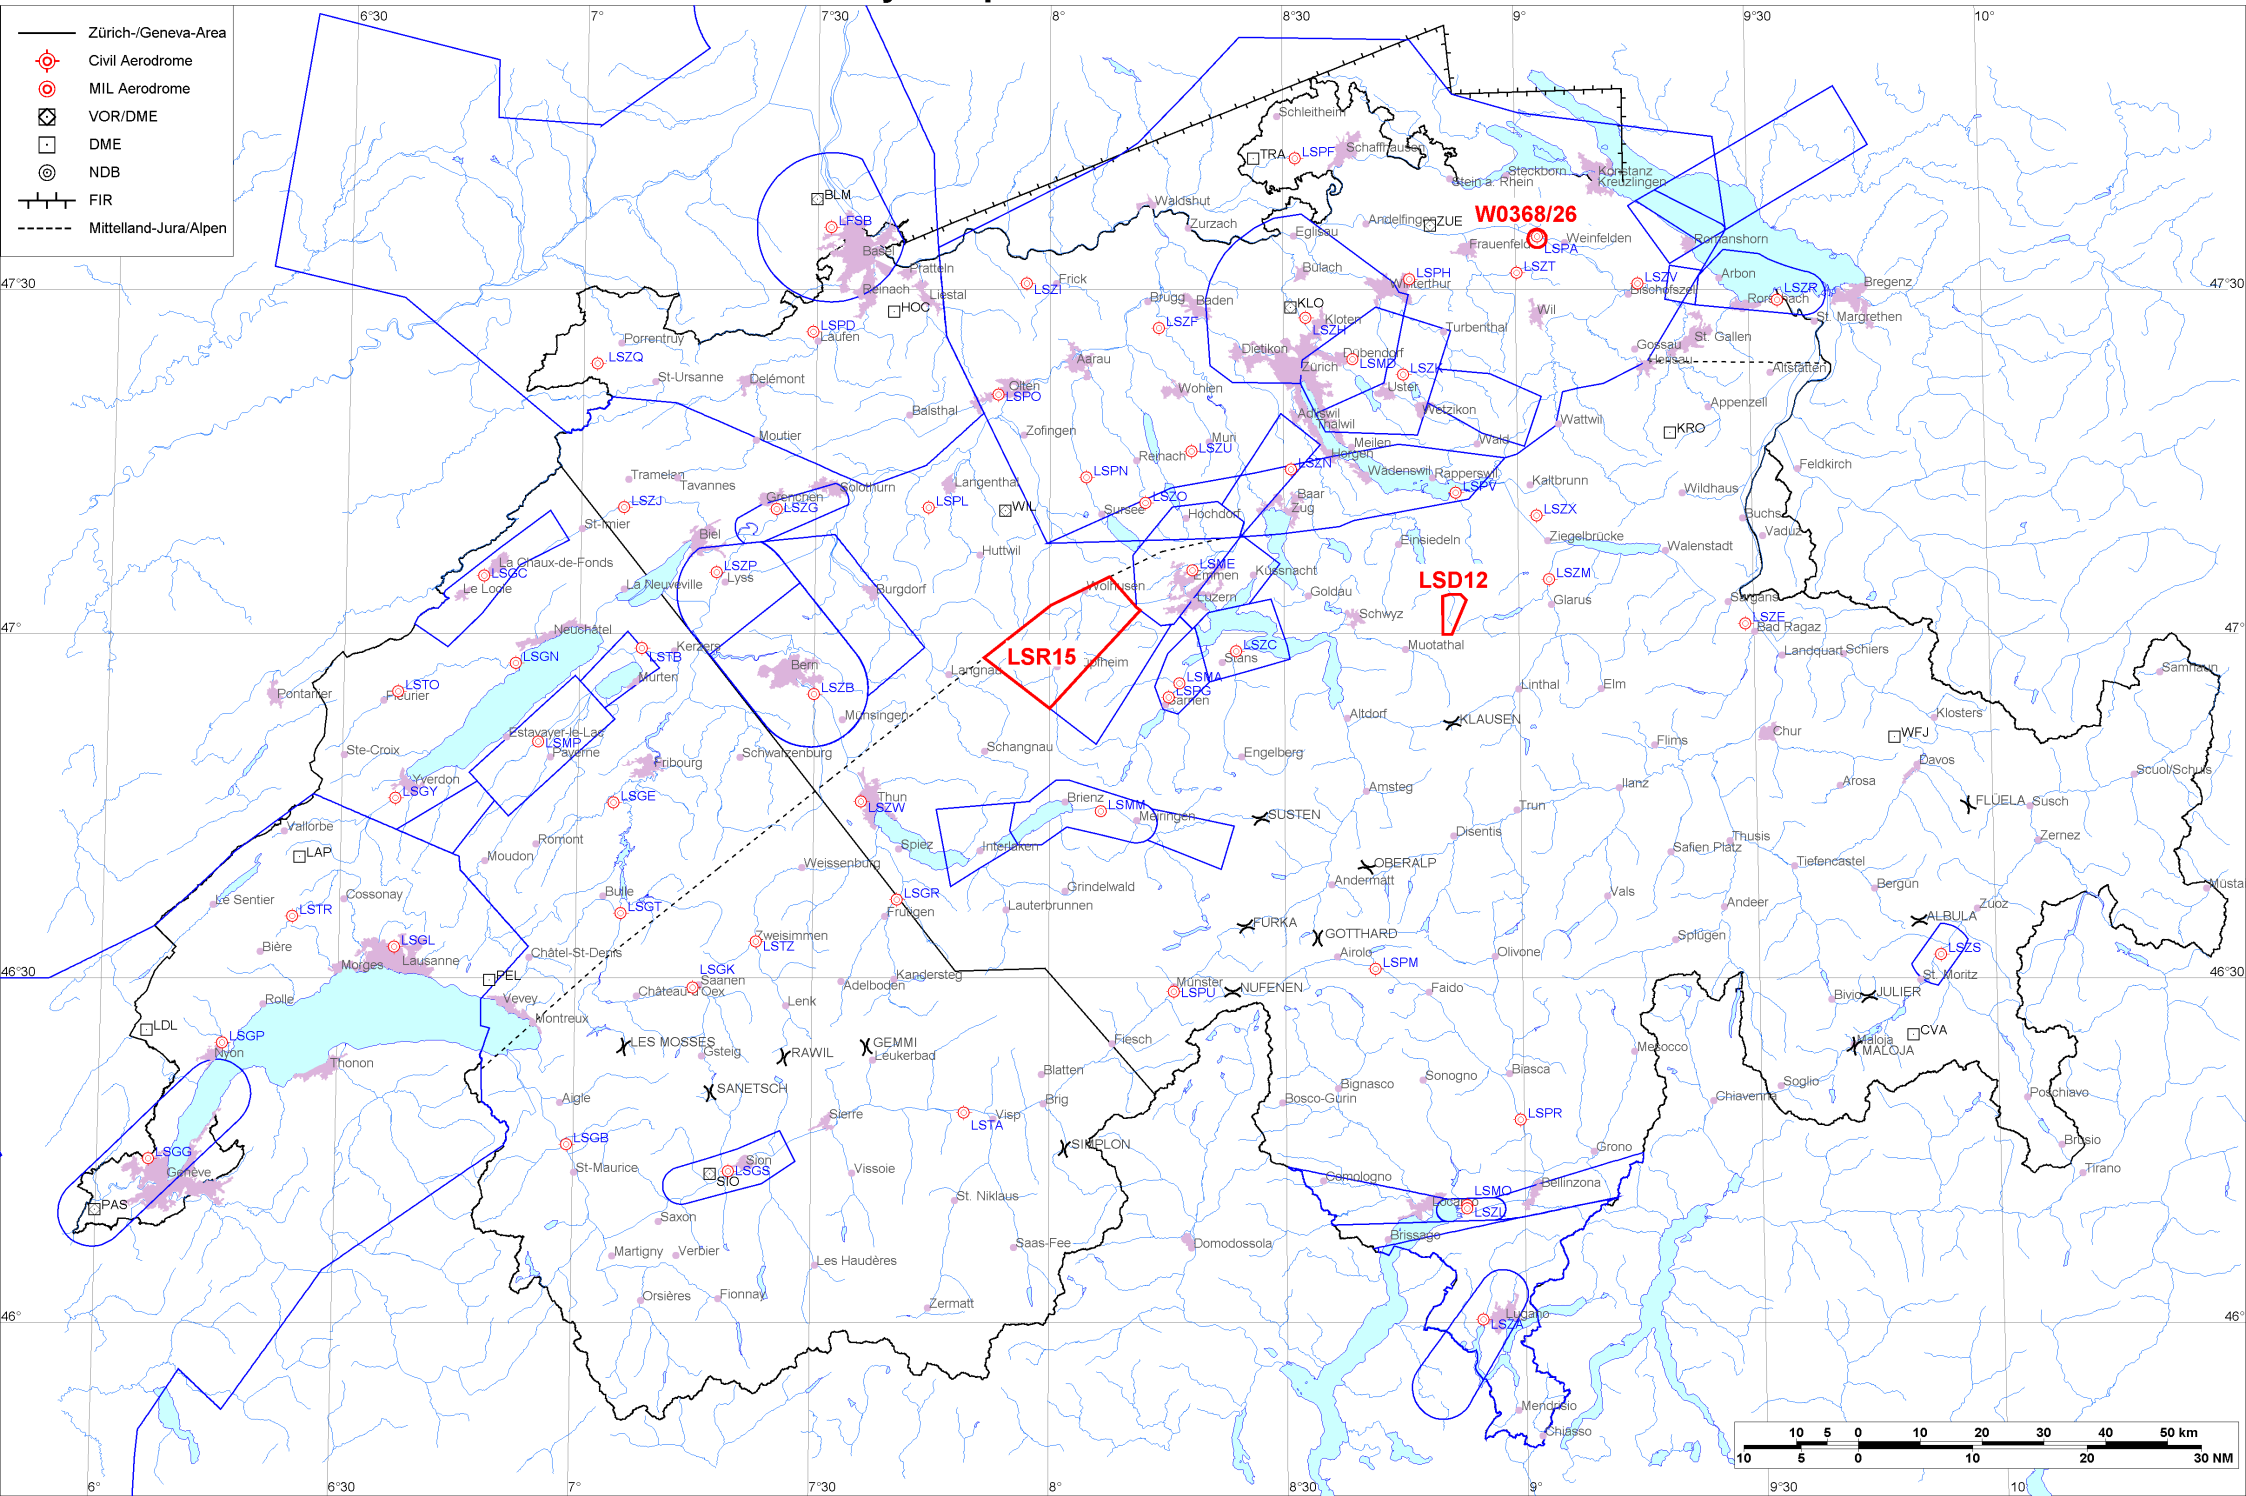 6°30
7°
7°30
8°
8°30
9°
9°30
10°
Zürich-/Geneva-Area
Civil Aerodrome
MIL Aerodrome
VOR/DME
DME
NDB
FIR
Mittelland-Jura/Alpen
Schleitheim
TRA
LSPF
Schaffhausen
Steckborn
Stein a. Rhein
Konstanz
Kreuzlingen
BLM
LFSB
Basel
Waldshut
Zurzach
Eglisau
Andelfingen
ZUE
W0368/26
LSPA
Weinfelden
Frauenfeld
Romanshorn
Pratteln
Reinach
Liestal
HOC
LSZI
Frick
Bülach
LSPH
Winterthur
LSZT
LSZV
Bischofszell
Arbon
LSZR
Rorschach
Bregenz
St. Margrethen
47°30
47°30
Brugg
Baden
KLO
Kloten
LSZH
LSZF
Wil
Turbenthal
St. Gallen
Gossau
Herisau
Altstätten
LSPD
Laufen
Porrentruy
LSZQ
St-Ursanne
Delémont
Aarau
Dietikon
Zürich
Dübendorf
LSMD
LSZK
Uster
Wetzikon
Olten
LSPO
Wohlen
Balsthal
Zofingen
Adliswil
Thalwil
Appenzell
Wattwil
KRO
Moutier
Muri
LSZU
Reinach
Meilen
Horgen
Wald
Feldkirch
Tramelan
Tavannes
LSPN
LSZN
Wädenswil
Rapperswil
LSPV
Kaltbrunn
Wildhaus
Grenchen
Solothurn
LSZG
Langenthal
LSPL
WIL
LSZJ
St-Imier
Sursee
LSZO
Hochdorf
Baar
Zug
LSZX
Buchs
Vaduz
Biel
Einsiedeln
Ziegelbrücke
Walenstadt
La Chaux-de-Fonds
LSGC
Le Locle
La Neuveville
LSZP
Lyss
Huttwil
Burgdorf
Wolhusen
LSME
Emmen
Luzern
Küssnacht
Goldau
LSD12
LSZM
Glarus
Sargans
LSZE
Bad Ragaz
Schwyz
Muotathal
47°
47°
Neuchâtel
LSGN
LSTB
Kerzers
Murten
Bern
LSZB
Langnau
LSR15
LSZC
Stans
LSMA
LSPG
Sarnen
Landquart
Schiers
Samnaun
Pontarlier
LSTO
Fleurier
Linthal
Elm
Altdorf
KLAUSEN
Klosters
WFJ
Davos
Chur
Flims
Münsingen
Estavayer-le-Lac
LSMP
Payerne
Ste-Croix
Schwarzenburg
Fribourg
Schangnau
Engelberg
Yverdon
LSGY
LSGE
Thun
LSZW
Brienz
LSMM
Meiringen
SUSTEN
Amsteg
Ilanz
Trun
Arosa
FLÜELA
Susch
Scuol/Schuls
Vallorbe
LAP
Romont
Moudon
Spiez
Interlaken
Disentis
Thusis
Safien Platz
Tiefencastel
Zernez
Weissenburg
Le Sentier
LSTR
Cossonay
Bulle
LSGT
LSGR
Frutigen
Grindelwald
Lauterbrunnen
OBERALP
Andermatt
Vals
Andeer
Bergün
Müsta
Bière
LSGL
Lausanne
Morges
Châtel-St-Denis
Zweisimmen
LSTZ
FURKA
GOTTHARD
Airolo
Olivone
Splügen
ALBULA
Zuoz
LSZS
St. Moritz
46°30
46°30
Rolle
PEL
Vevey
Montreux
LSGK
Saanen
Château-d'Oex
Lenk
Adelboden
Kandersteg
Münster
LSPU
NUFENEN
LSPM
Faido
Bivio
JULIER
CVA
Maloja
MALOJA
LDL
LSGP
Nyon
Thonon
LES MOSSES
Gsteig
RAWIL
GEMMI
Leukerbad
Fiesch
Mesocco
SANETSCH
Blatten
Brig
Bignasco
Sonogno
Biasca
Bosco-Gurin
Soglio
Chiavenna
Poschiavo
Aigle
Sierre
LSTA
Visp
SIMPLON
LSPR
Grono
Brusio
Tirano
LSGG
Genève
PAS
LSGB
St-Maurice
Sion
LSGS
SIO
Vissoie
St. Niklaus
Comologno
LSMO
Locarno
LSZL
Bellinzona
Saxon
Martigny
Verbier
Les Haudères
Saas-Fee
Domodossola
Brissago
Orsières
Fionnay
Zermatt
46°
46°
Lugano
LSZA
Mendrisio
Chiasso
10 5 0 10 20 30 40 50 km
10 5 0 10 20 30 NM
6°
6°30
7°
7°30
8°
8°30
9°
9°30
10°